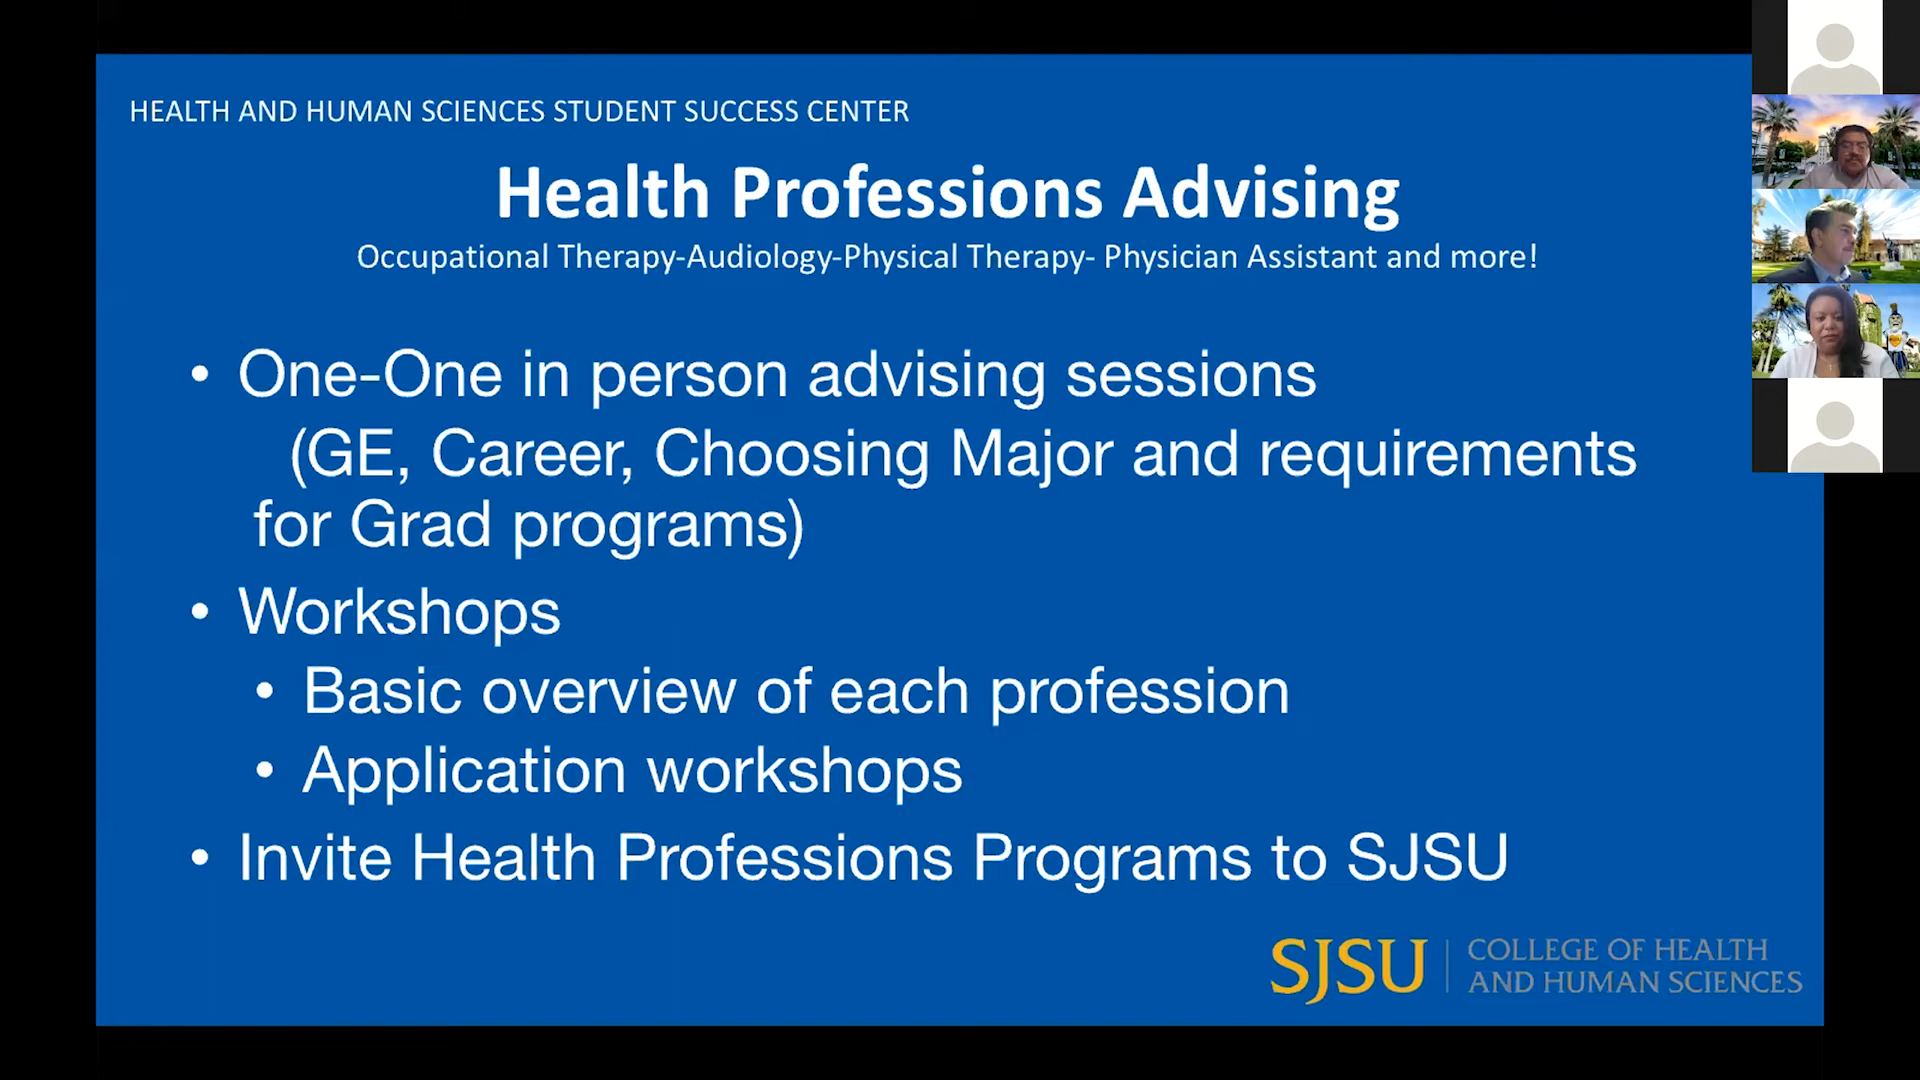 HEALTH AND HUMAN SCIENCES STUDENT SUCCESS CENTER
Health Professions Advising
Occupational Therapy-Audiology-Physical Therapy- Physician Assistant and more!
• One-One in person advising sessions
(GE, Career, Choosing Major and requirements
for Grad programs)
• Workshops
• Basic overview of each profession
• Application workshops
• Invite Health Professions Programs to SJSU
SJSU | COLLEGE OF HEALTH
AND HUMAN SCIENCES